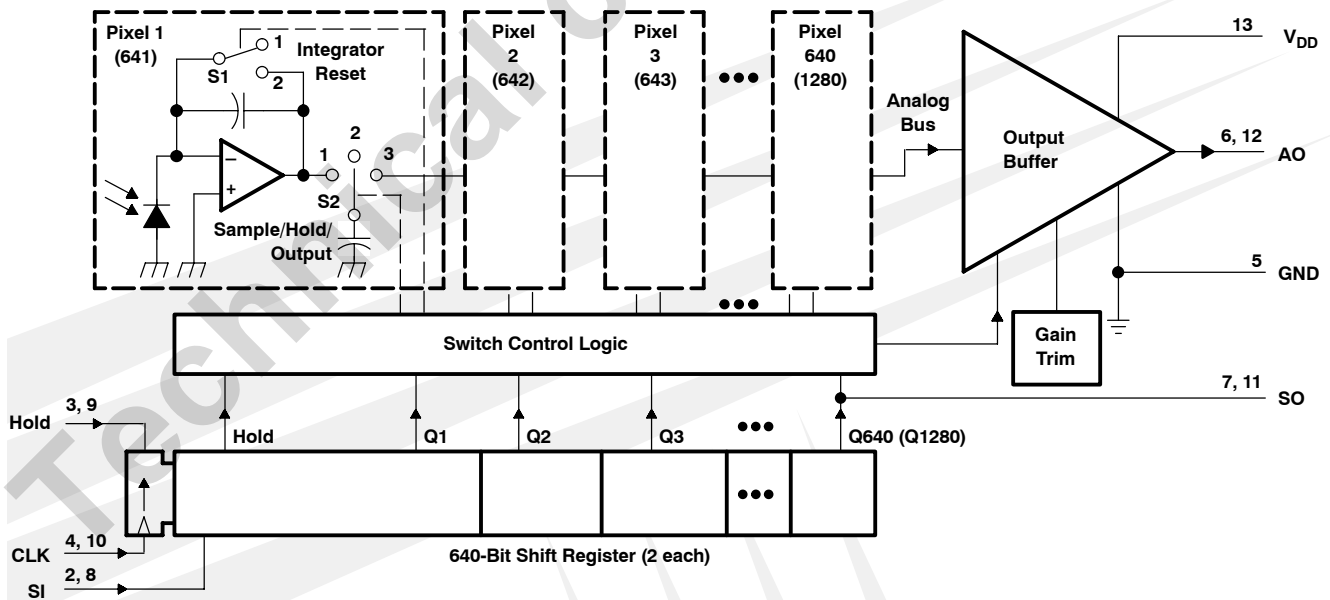 Technical
Pixel 1
(641)
1
Integrator
Reset
S1
2
1
2
3
S2
Sample/Hold/
Output
−
+
Pixel
2
(642)
Pixel
3
(643)
Pixel
640
(1280)
Analog
Bus
Output
Buffer
13
VDD
6, 12
AO
5
GND
Gain
Trim
Switch Control Logic
7, 11
SO
Hold
3, 9
Hold
Q1
Q2
Q3
Q640 (Q1280)
CLK
4, 10
SI
2, 8
640-Bit Shift Register (2 each)